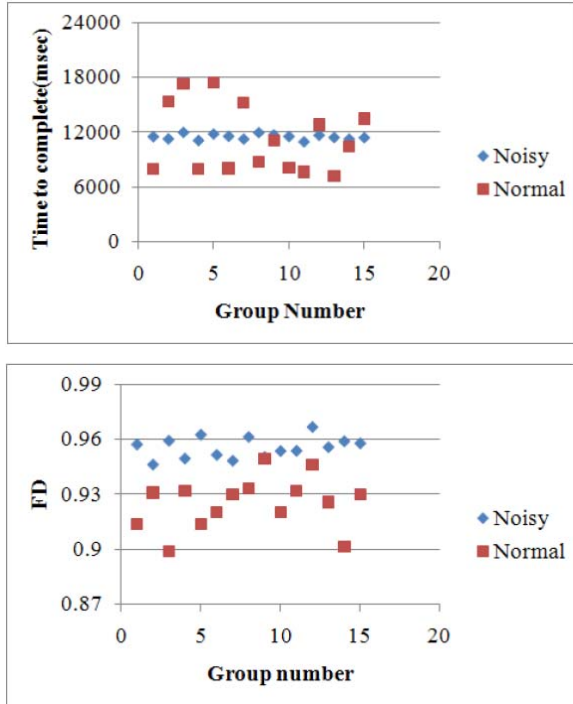 Time to complete(msec)
24000
18000
12000
6000
0
0 5 10 15 20
Group Number
Noisy
Normal
FD
0.99
0.96
0.93
0.9
0.87
0 5 10 15 20
Group number
Noisy
Normal